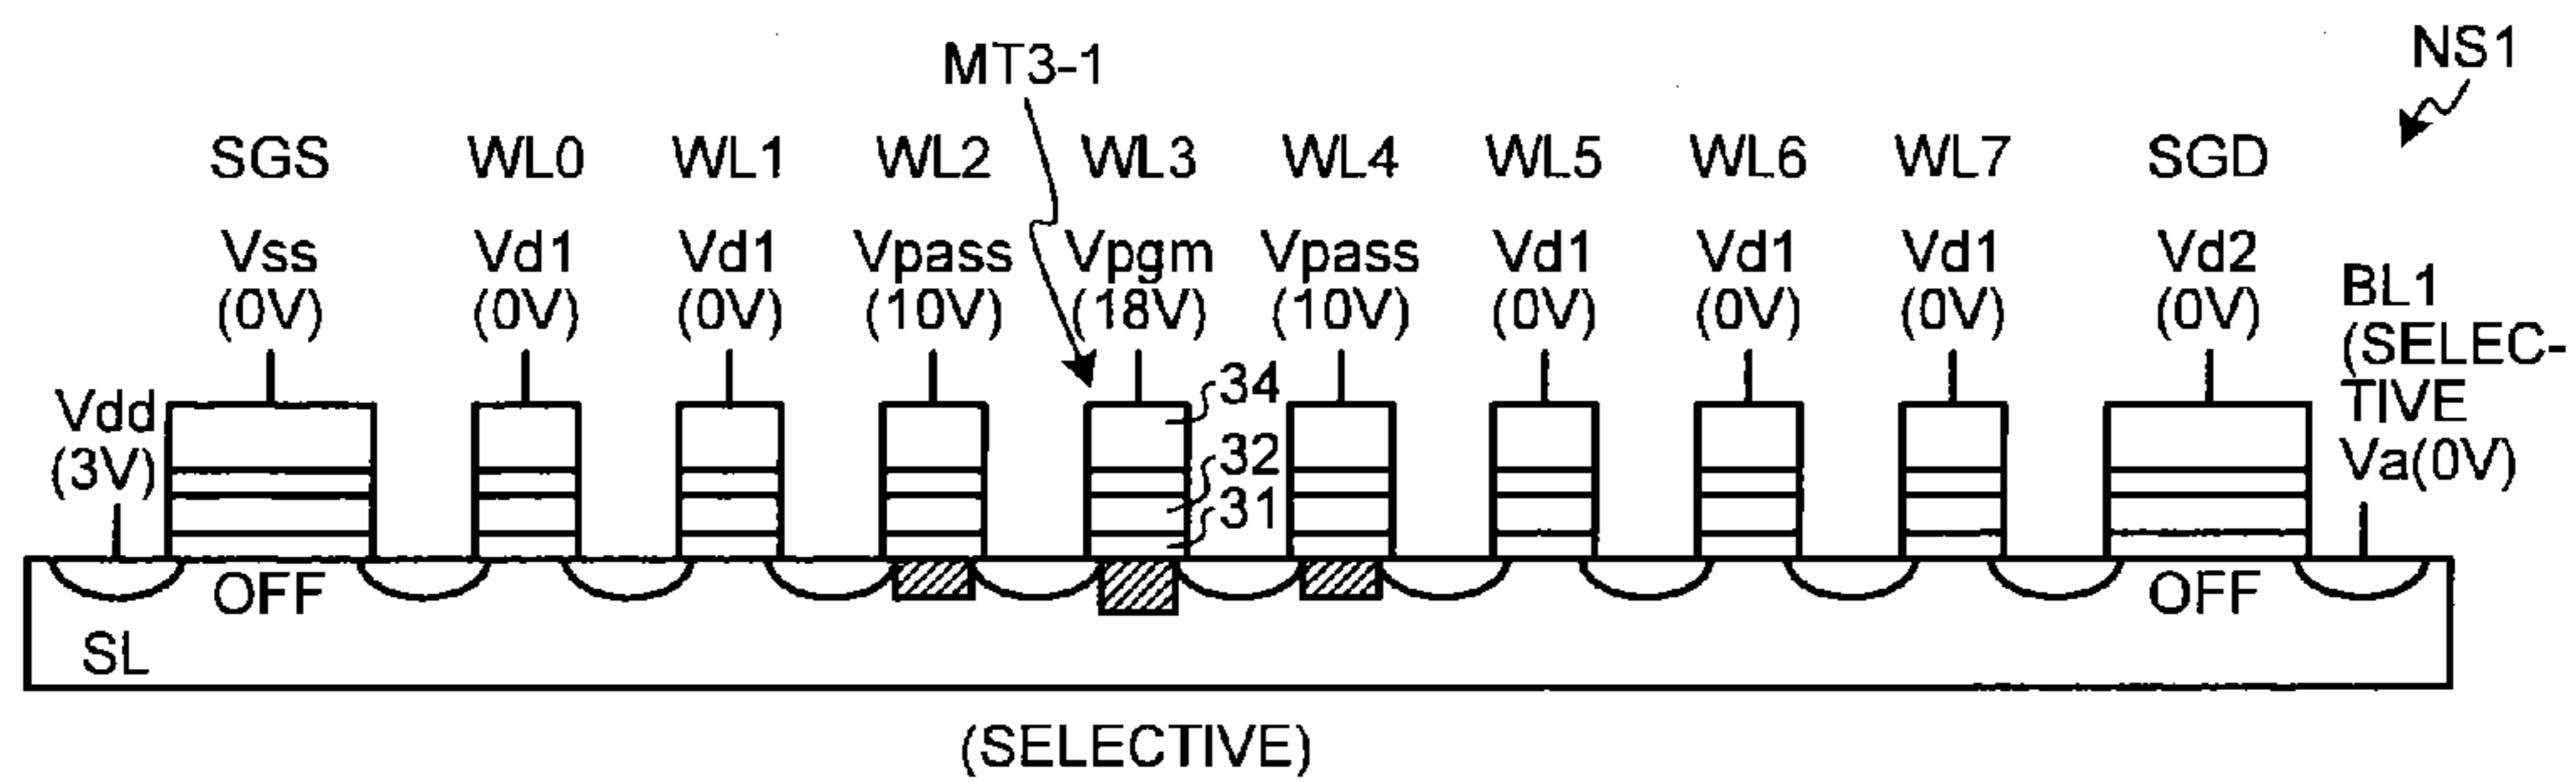 MT3-1
NS1
SGS WL0 WL1 WL2 WL3 WL4 WL5 WL6 WL7 SGD
Vss Vd1 Vd1 Vpass Vpgm Vpass Vd1 Vd1 Vd1 Vd2
(0V) (0V) (0V) (10V) (18V) (10V) (0V) (0V) (0V) (0V)
BL1
(SELEC-
TIVE
Va(0V)
Vdd
(3V)
34
32
31
OFF OFF
SL
(SELECTIVE)